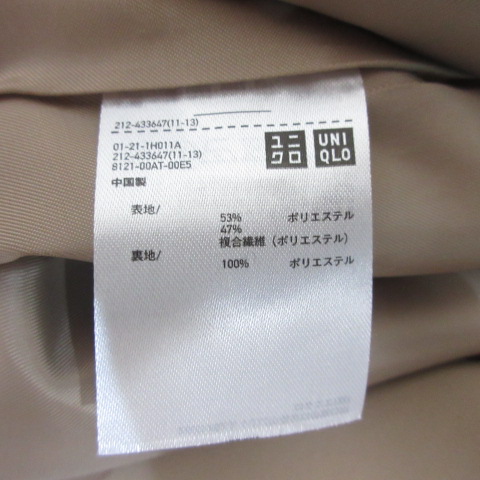 212-433647(11-13)
01-21-1H011A
212-433647(11-13)
8121-00AT-00E5
中国製
ユニ
クロ
UNI
QLO
表地/
53% ポリエステル
47%
複合繊維（ポリエステル）
裏地/
100% ポリエステル